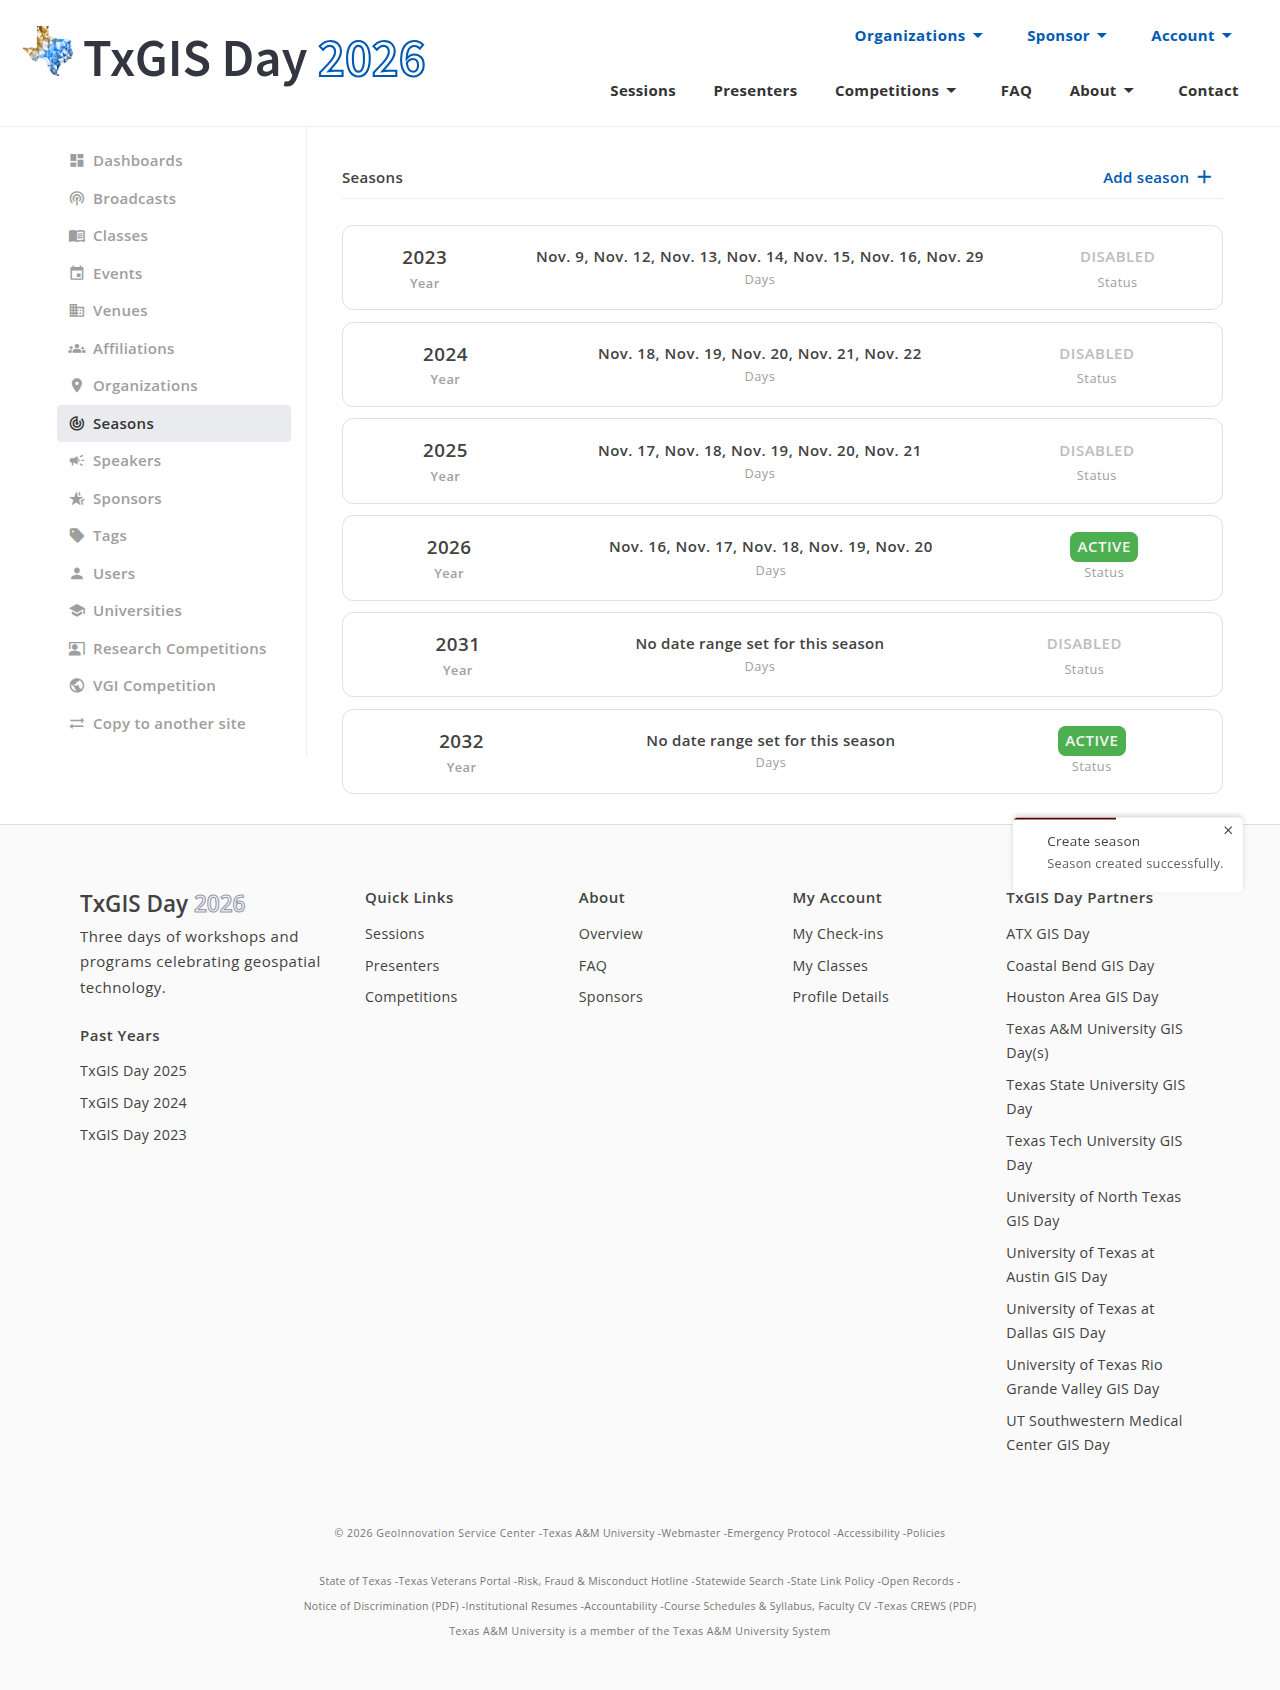 TxGIS Day 2026
Organizations
Sponsor
Account
Sessions
Presenters
Competitions
FAQ
About
Contact
Dashboards
Broadcasts
Classes
Events
Venues
Affiliations
Organizations
Seasons
Speakers
Sponsors
Tags
Users
Universities
Research Competitions
VGI Competition
Copy to another site
Seasons
Add season
2023
Year
Nov. 9, Nov. 12, Nov. 13, Nov. 14, Nov. 15, Nov. 16, Nov. 29
Days
DISABLED
Status
2024
Year
Nov. 18, Nov. 19, Nov. 20, Nov. 21, Nov. 22
Days
DISABLED
Status
2025
Year
Nov. 17, Nov. 18, Nov. 19, Nov. 20, Nov. 21
Days
DISABLED
Status
2026
Year
Nov. 16, Nov. 17, Nov. 18, Nov. 19, Nov. 20
Days
ACTIVE
Status
2031
Year
No date range set for this season
Days
DISABLED
Status
2032
Year
No date range set for this season
Days
ACTIVE
Status
Create season
Season created successfully.
TxGIS Day 2026
Three days of workshops and
programs celebrating geospatial
technology.
Past Years
TxGIS Day 2025
TxGIS Day 2024
TxGIS Day 2023
Quick Links
Sessions
Presenters
Competitions
About
Overview
FAQ
Sponsors
My Account
My Check-ins
My Classes
Profile Details
TxGIS Day Partners
ATX GIS Day
Coastal Bend GIS Day
Houston Area GIS Day
Texas A&M University GIS
Day(s)
Texas State University GIS
Day
Texas Tech University GIS
Day
University of North Texas
GIS Day
University of Texas at
Austin GIS Day
University of Texas at
Dallas GIS Day
University of Texas Rio
Grande Valley GIS Day
UT Southwestern Medical
Center GIS Day
© 2026 GeoInnovation Service Center -Texas A&M University -Webmaster -Emergency Protocol -Accessibility -Policies
State of Texas -Texas Veterans Portal -Risk, Fraud & Misconduct Hotline -Statewide Search -State Link Policy -Open Records -
Notice of Discrimination (PDF) -Institutional Resumes -Accountability -Course Schedules & Syllabus, Faculty CV -Texas CREWS (PDF)
Texas A&M University is a member of the Texas A&M University System